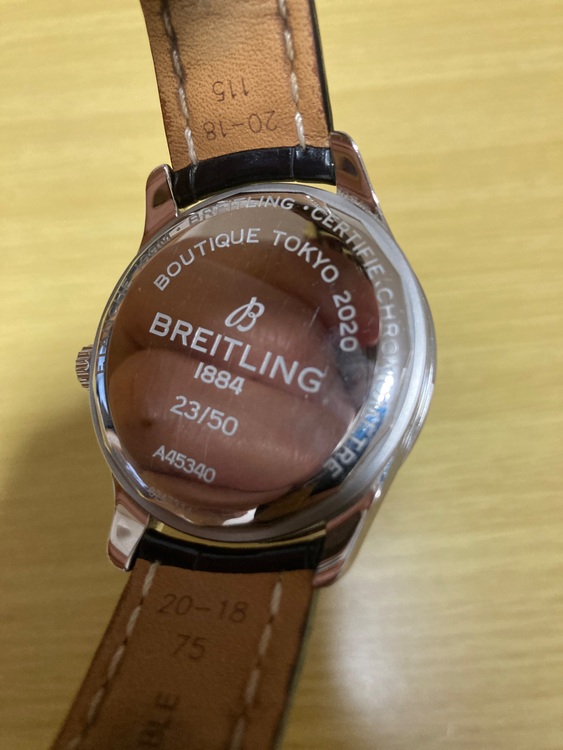 115
20-18
BREITLING · CERTIFIE CHRONOMETRE
BOUTIQUE TOKYO 2020
B
BREITLING
1884
23/50
A45340
20-18
75